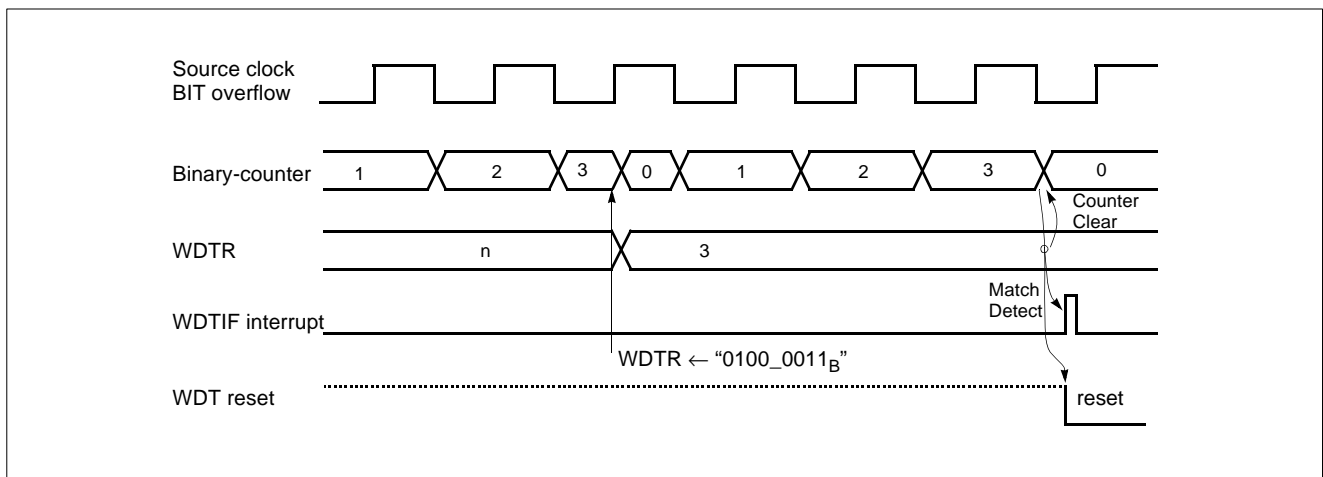 Source clock
BIT overflow
Binary-counter
1 2 3 0 1 2 3 0
Counter
Clear
WDTR
n 3
Match
Detect
WDTIF interrupt
WDTR ← “0100_0011B”
WDT reset
reset